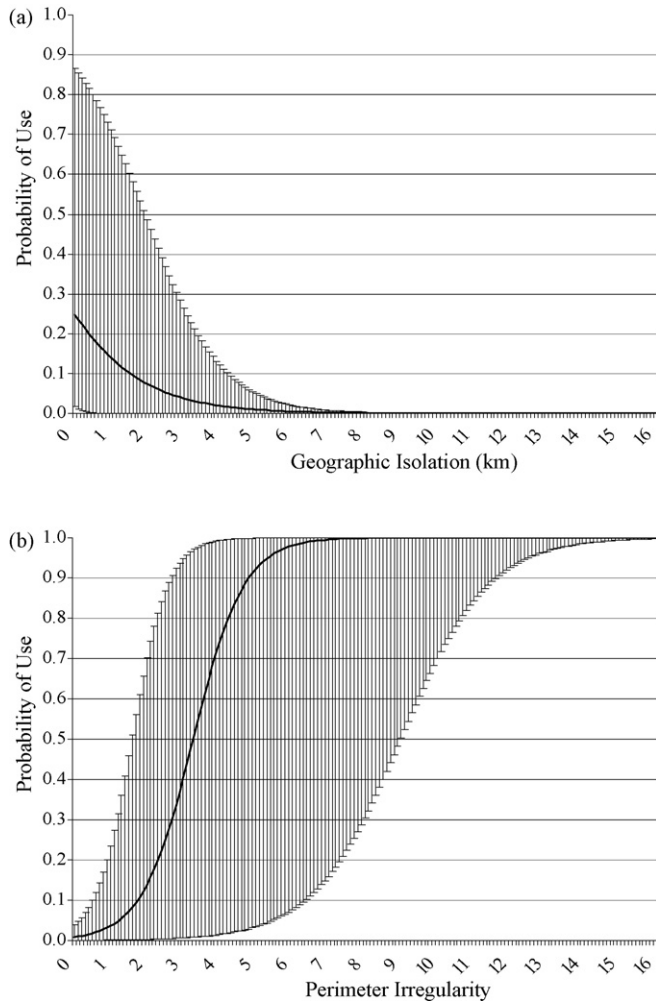 (a)
Probability of Use
1.0
0.9
0.8
0.7
0.6
0.5
0.4
0.3
0.2
0.1
0.0
0 1 2 3 4 5 6 7 8 9 10 11 12 13 14 15 16
Geographic Isolation (km)
(b)
Probability of Use
1.0
0.9
0.8
0.7
0.6
0.5
0.4
0.3
0.2
0.1
0.0
0 1 2 3 4 5 6 7 8 9 10 11 12 13 14 15 16
Perimeter Irregularity